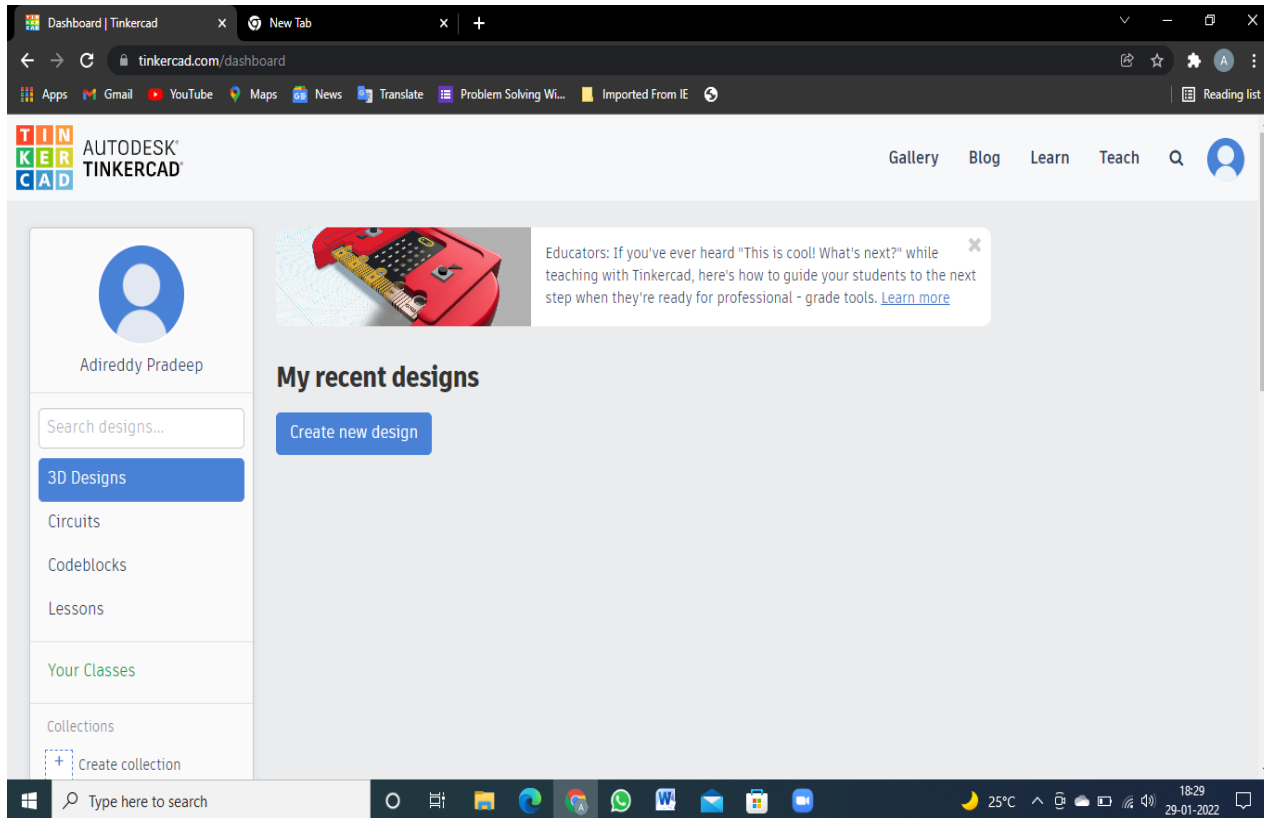 Dashboard | Tinkercad
New Tab
tinkercad.com/dashboard
A
Apps
Gmail
YouTube
Maps
News
Translate
Problem Solving Wi...
Imported From IE
Reading list
TIN
KER
CAD
AUTODESK®
TINKERCAD®
Gallery
Blog
Learn
Teach
Adireddy Pradeep
Search designs...
3D Designs
Circuits
Codeblocks
Lessons
Your Classes
Collections
+ Create collection
Educators: If you've ever heard "This is cool! What's next?" while
teaching with Tinkercad, here's how to guide your students to the next
step when they're ready for professional - grade tools. Learn more
My recent designs
Create new design
Type here to search
25°C
18:29
29-01-2022